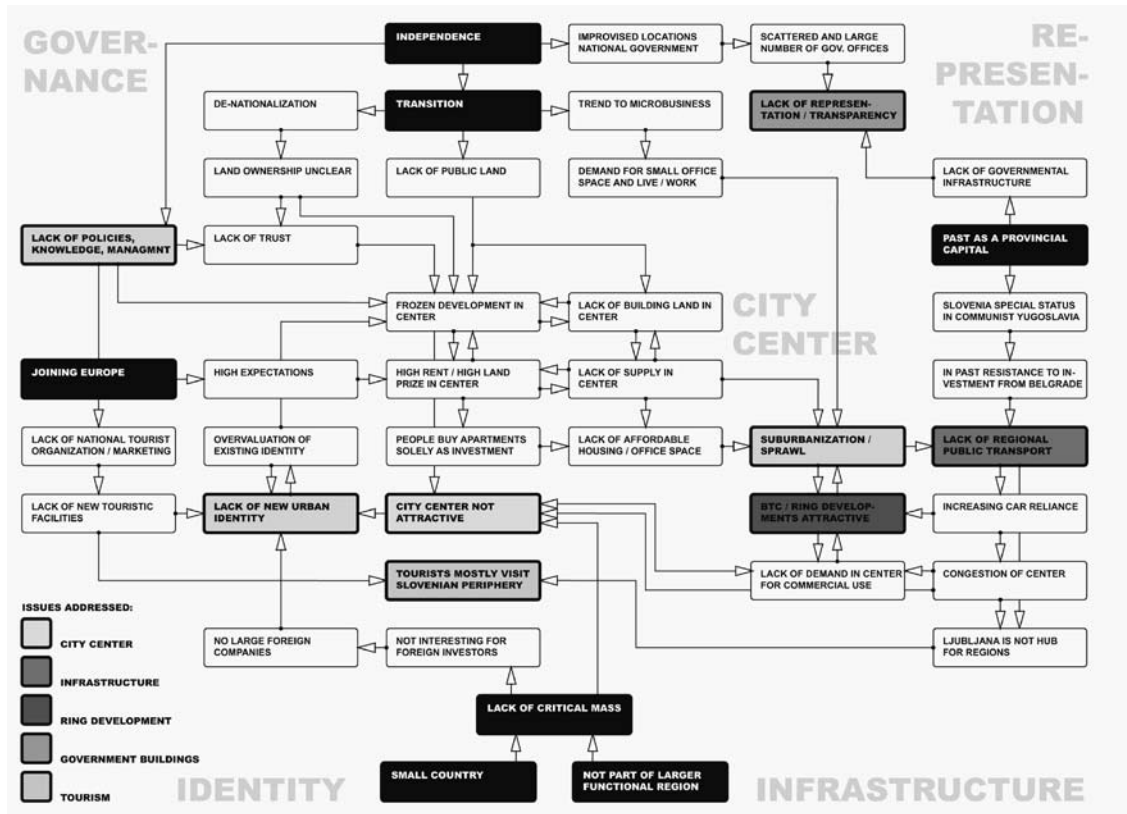 GOVER-
NANCE
RE-
PRESEN-
TATION
INDEPENDENCE
IMPROVISED LOCATIONS
NATIONAL GOVERNMENT
SCATTERED AND LARGE
NUMBER OF GOV. OFFICES
DE-NATIONALIZATION
TRANSITION
TREND TO MICROBUSINESS
LACK OF REPRESEN-
TATION / TRANSPARENCY
LAND OWNERSHIP UNCLEAR
LACK OF PUBLIC LAND
DEMAND FOR SMALL OFFICE
SPACE AND LIVE / WORK
LACK OF GOVERNMENTAL
INFRASTRUCTURE
LACK OF POLICIES,
KNOWLEDGE, MANAGMNT
LACK OF TRUST
PAST AS A PROVINCIAL
CAPITAL
FROZEN DEVELOPMENT IN
CENTER
LACK OF BUILDING LAND IN
CENTER
CITY
CENTER
SLOVENIA SPECIAL STATUS
IN COMMUNIST YUGOSLAVIA
JOINING EUROPE
HIGH EXPECTATIONS
HIGH RENT / HIGH LAND
PRIZE IN CENTER
LACK OF SUPPLY IN
CENTER
IN PAST RESISTANCE TO IN-
VESTMENT FROM BELGRADE
LACK OF NATIONAL TOURIST
ORGANIZATION / MARKETING
OVERVALUATION OF
EXISTING IDENTITY
PEOPLE BUY APARTMENTS
SOLELY AS INVESTMENT
LACK OF AFFORDABLE
HOUSING / OFFICE SPACE
SUBURBANIZATION /
SPRAWL
LACK OF REGIONAL
PUBLIC TRANSPORT
LACK OF NEW TOURISTIC
FACILITIES
LACK OF NEW URBAN
IDENTITY
CITY CENTER NOT
ATTRACTIVE
BTC / RING DEVELOP-
MENTS ATTRACTIVE
INCREASING CAR RELIANCE
TOURISTS MOSTLY VISIT
SLOVENIAN PERIPHERY
LACK OF DEMAND IN CENTER
FOR COMMERCIAL USE
CONGESTION OF CENTER
NO LARGE FOREIGN
COMPANIES
NOT INTERESTING FOR
FOREIGN INVESTORS
LJUBLJANA IS NOT HUB
FOR REGIONS
LACK OF CRITICAL MASS
SMALL COUNTRY
NOT PART OF LARGER
FUNCTIONAL REGION
ISSUES ADDRESSED:
CITY CENTER
INFRASTRUCTURE
RING DEVELOPMENT
GOVERNMENT BUILDINGS
TOURISM
IDENTITY
INFRASTRUCTURE